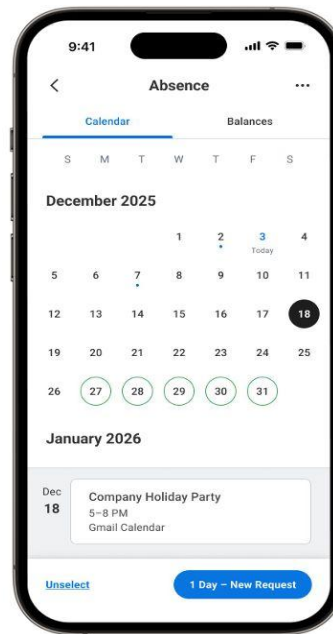 9:41
Absence
Calendar Balances
S M T W T F S
December 2025
1 2 3 4
Today
5 6 7 8 9 10 11
12 13 14 15 16 17 18
19 20 21 22 23 24 25
26 27 28 29 30 31
January 2026
Dec
18
Company Holiday Party
5–8 PM
Gmail Calendar
Unselect 1 Day – New Request